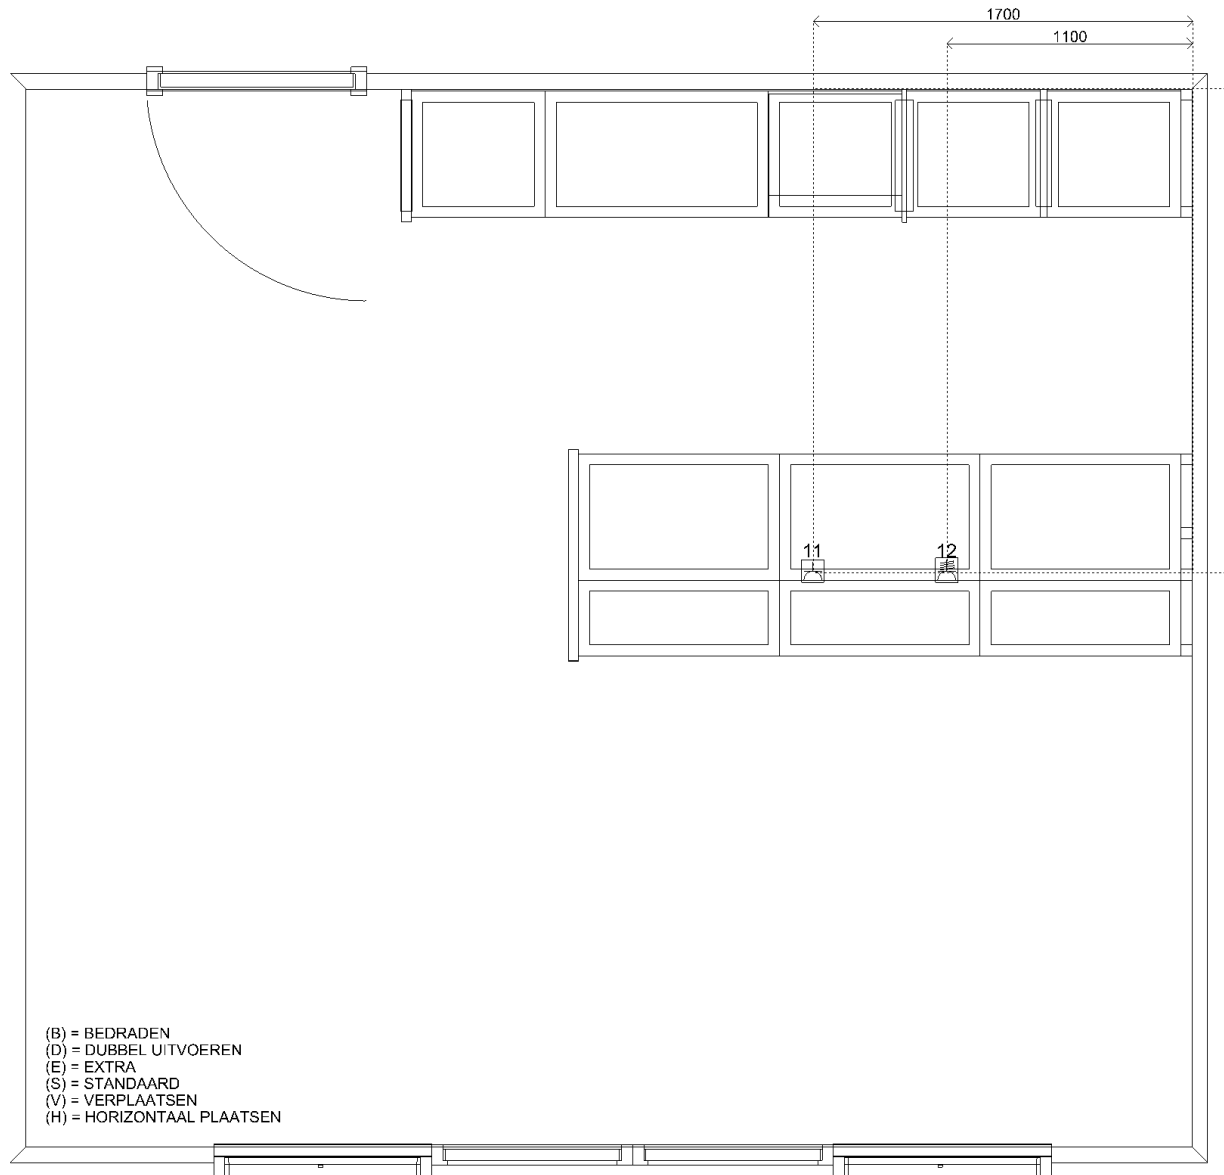 1700
1100
11
12
(B) = BEDRADEN
(D) = DUBBEL UITVOEREN
(E) = EXTRA
(S) = STANDAARD
(V) = VERPLAATSEN
(H) = HORIZONTAAL PLAATSEN